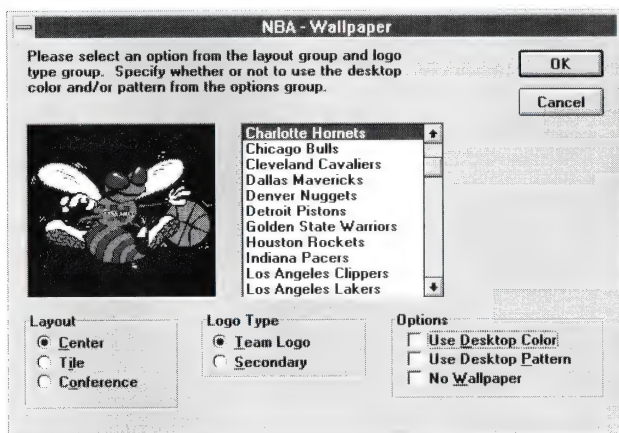 NBA - Wallpaper
Please select an option from the layout group and logo
type group. Specify whether or not to use the desktop
color and/or pattern from the options group.
OK
Cancel
Charlotte Hornets
Chicago Bulls
Cleveland Cavaliers
Dallas Mavericks
Denver Nuggets
Detroit Pistons
Golden State Warriors
Houston Rockets
Indiana Pacers
Los Angeles Clippers
Los Angeles Lakers
Layout
Center
Tile
Conference
Logo Type
Team Logo
Secondary
Options
Use Desktop Color
Use Desktop Pattern
No Wallpaper